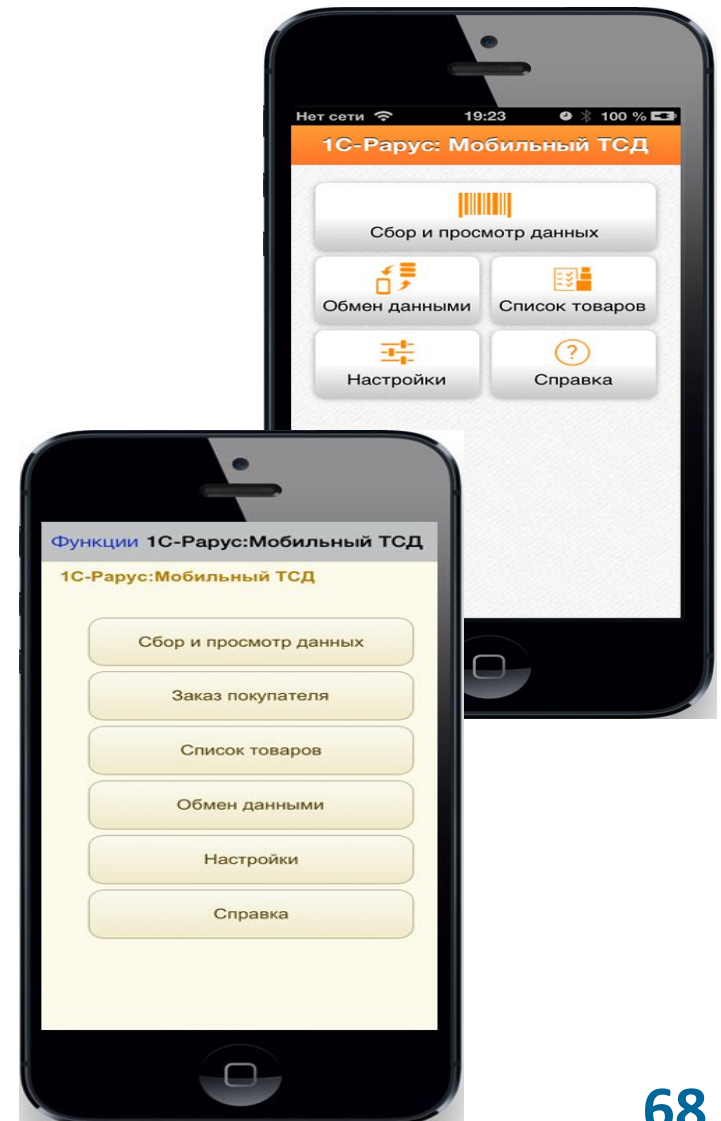 Нет сети 19:23 100 %
1С-Рарус: Мобильный ТСД
Сбор и просмотр данных
Обмен данными Список товаров
Настройки Справка
Функции 1С-Рарус:Мобильный ТСД
1С-Рарус:Мобильный ТСД
Сбор и просмотр данных
Заказ покупателя
Список товаров
Обмен данными
Настройки
Справка
68